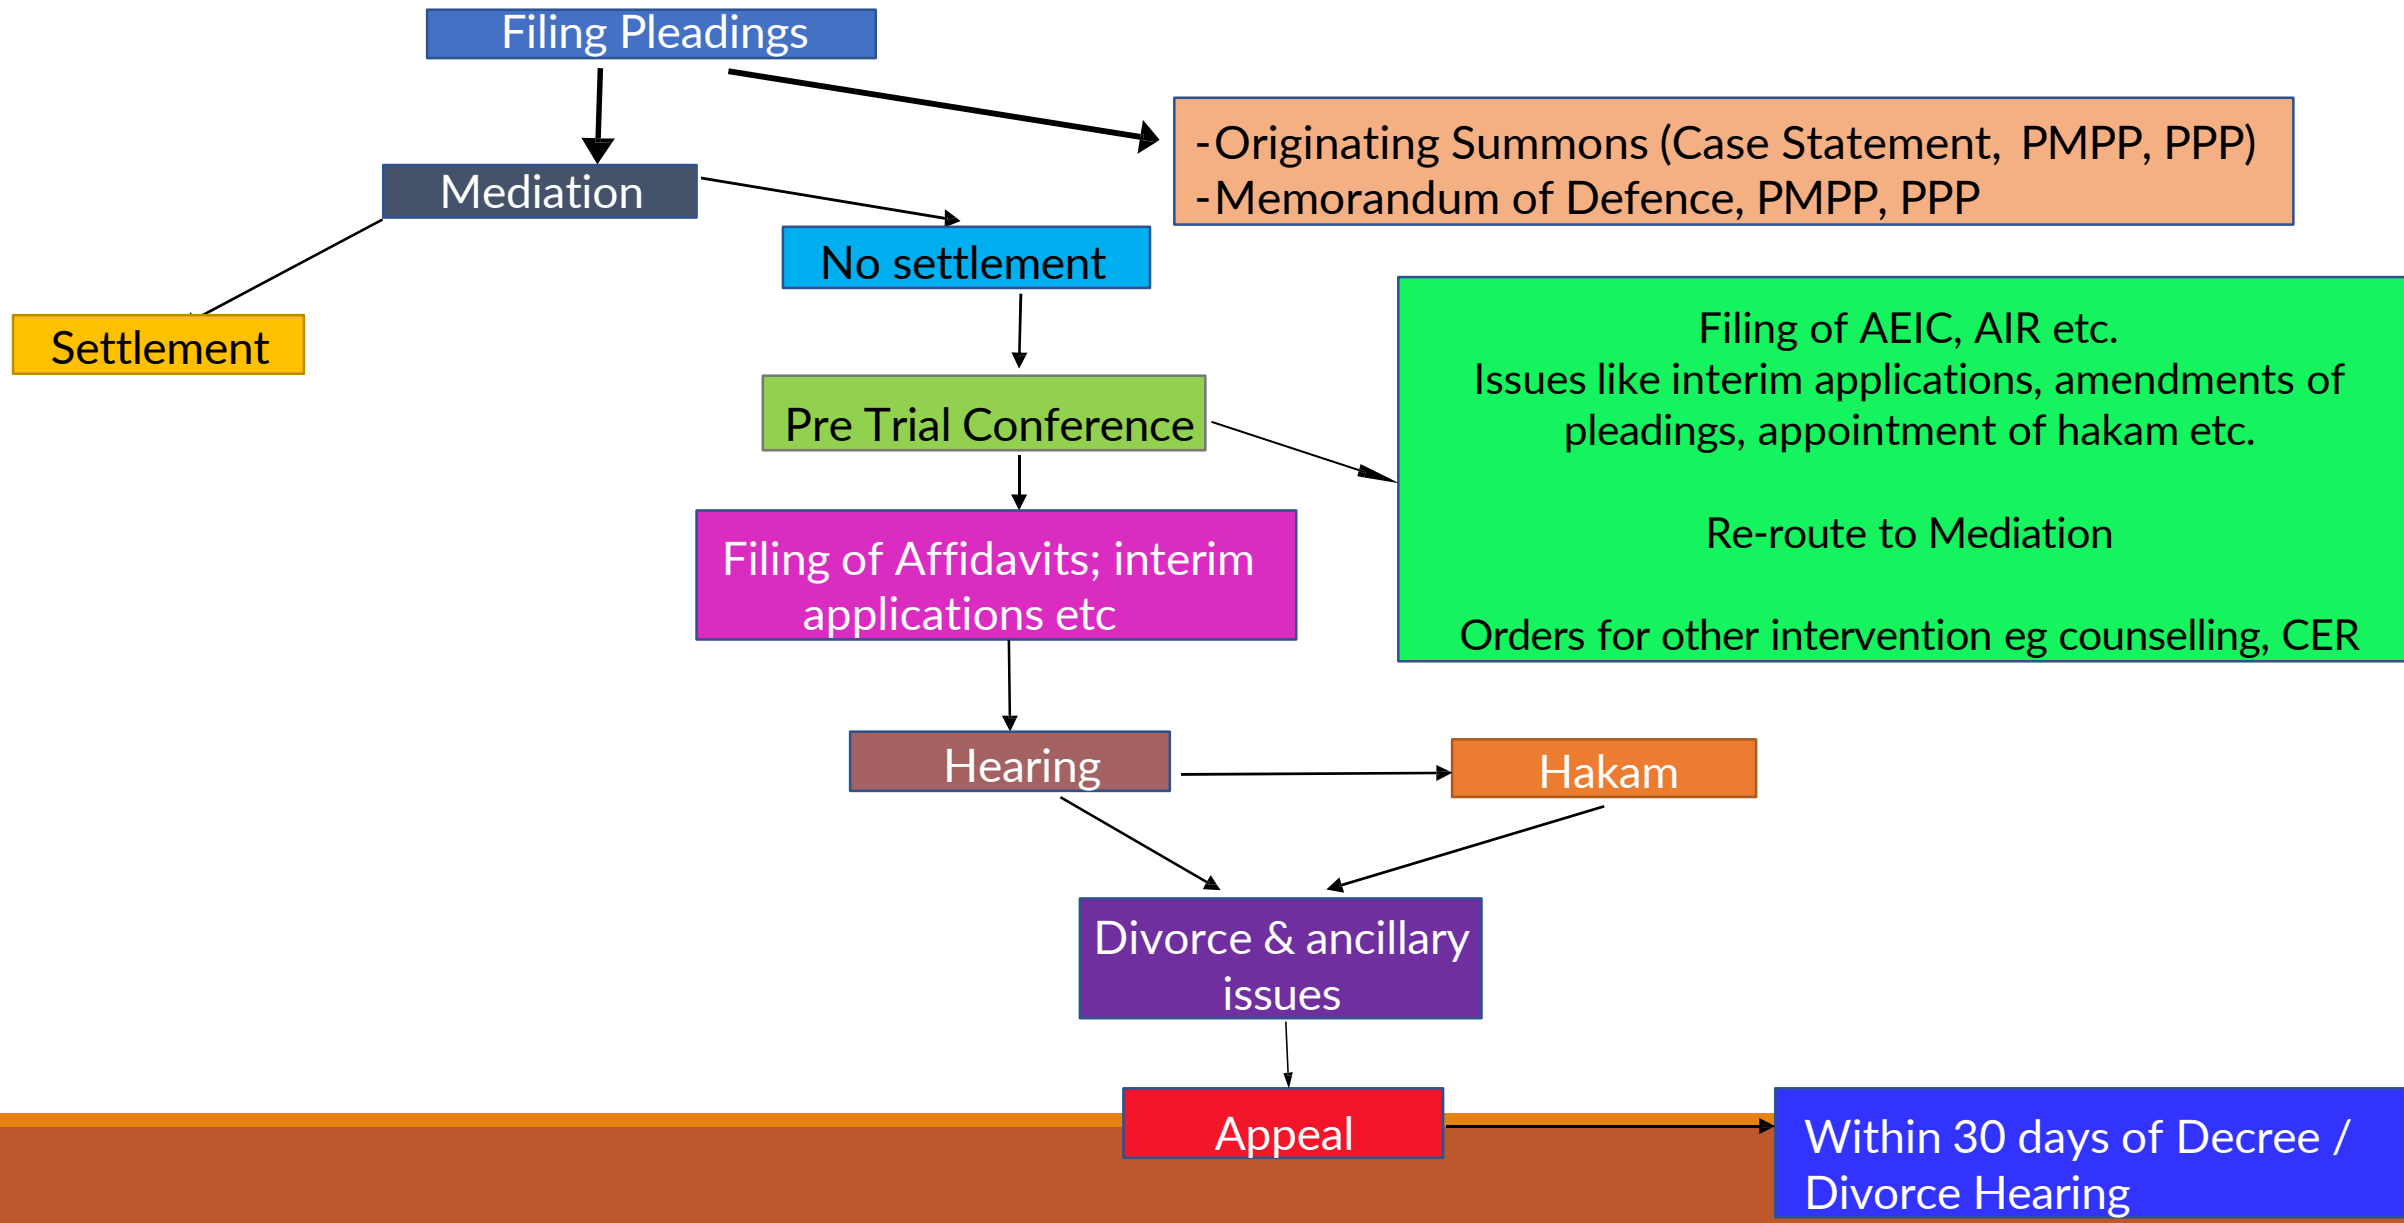 Filing Pleadings
-Originating Summons (Case Statement, PMPP, PPP)
-Memorandum of Defence, PMPP, PPP
Mediation
No settlement
Settlement
Filing of AEIC, AIR etc.
Issues like interim applications, amendments of
pleadings, appointment of hakam etc.
Re-route to Mediation
Orders for other intervention eg counselling, CER
Pre Trial Conference
Filing of Affidavits; interim
applications etc
Hearing
Hakam
Divorce & ancillary
issues
Appeal
Within 30 days of Decree /
Divorce Hearing